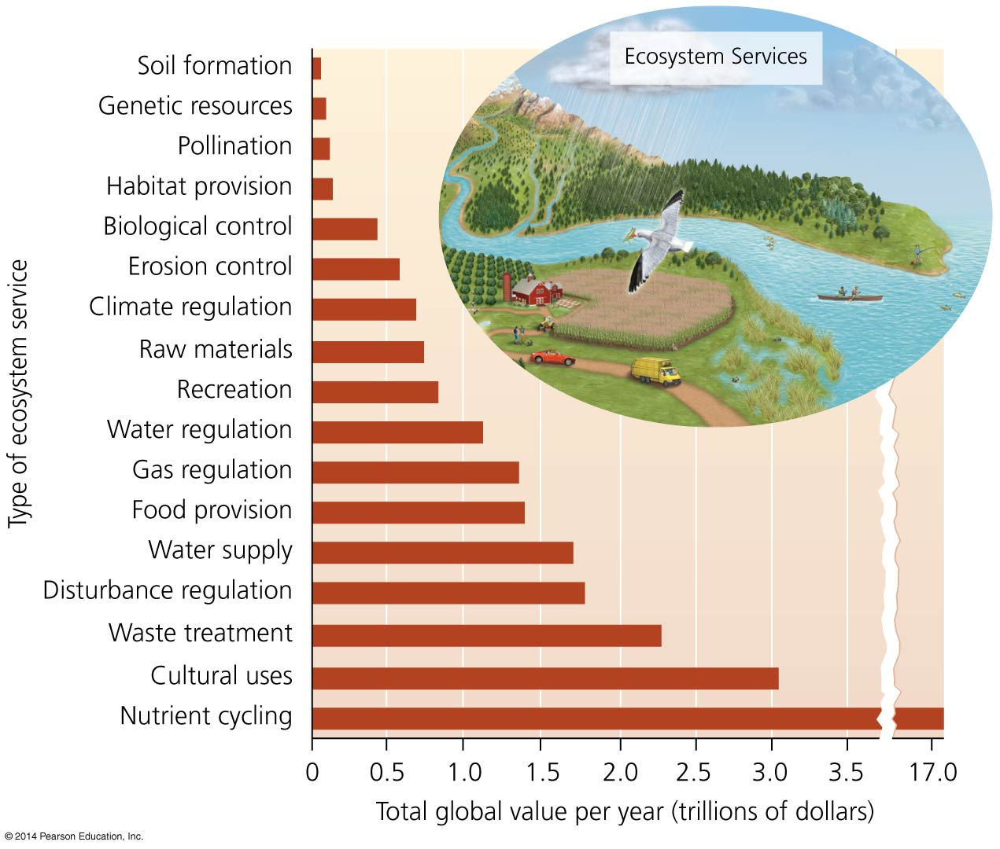 Ecosystem Services
Soil formation
Genetic resources
Pollination
Habitat provision
Biological control
Erosion control
Climate regulation
Raw materials
Recreation
Water regulation
Gas regulation
Food provision
Water supply
Disturbance regulation
Waste treatment
Cultural uses
Nutrient cycling
Type of ecosystem service
0 0.5 1.0 1.5 2.0 2.5 3.0 3.5 17.0
Total global value per year (trillions of dollars)
© 2014 Pearson Education, Inc.